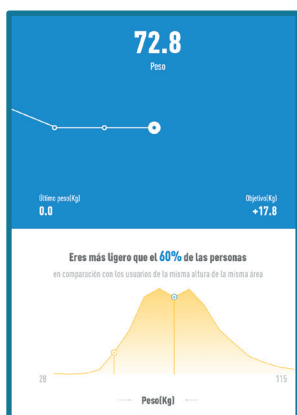 72.8
Peso
Último peso(Kg)
0.0
Objetivo(Kg)
+17.8
Eres más ligero que el 60% de las personas
en comparación con los usuarios de la misma altura de la misma área
28
115
Peso(Kg)